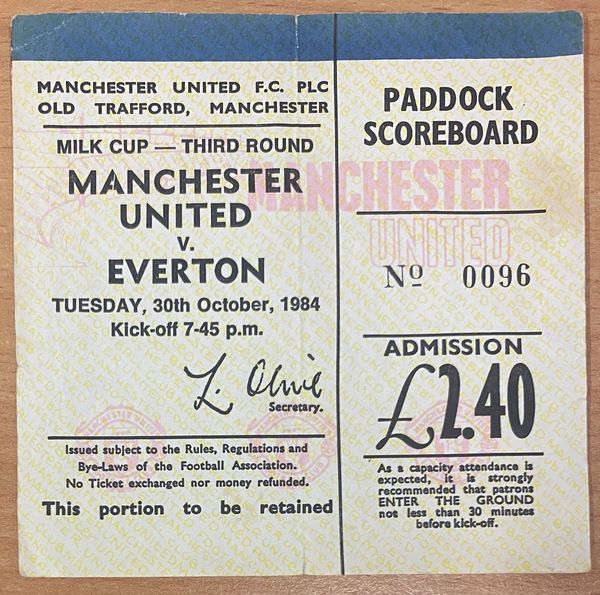 MANCHESTER UNITED F.C. PLC
OLD TRAFFORD, MANCHESTER
MILK CUP — THIRD ROUND
MANCHESTER
UNITED
V.
EVERTON
TUESDAY, 30th October, 1984
Kick-off 7-45 p.m.
L. Olive
Secretary.
Issued subject to the Rules, Regulations and
Bye-Laws of the Football Association.
No Ticket exchanged nor money refunded.
This portion to be retained
PADDOCK
SCOREBOARD
MANCHESTER
UNITED
Nº 0096
ADMISSION
£2.40
As a capacity attendance is
expected, it is strongly
recommended that patrons
ENTER THE GROUND
not less than 30 minutes
before kick-off.